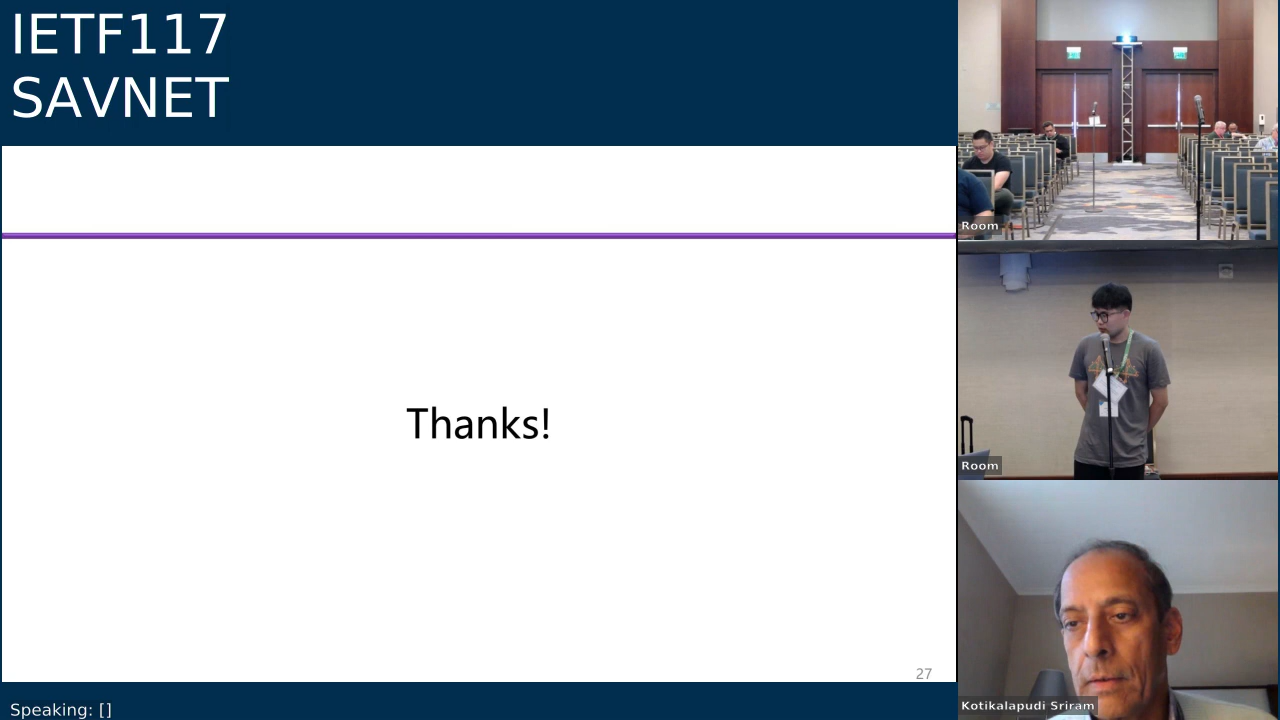 IETF117
SAVNET
Thanks!
27
Speaking: []
Room
Room
Kotikalapudi Sriram